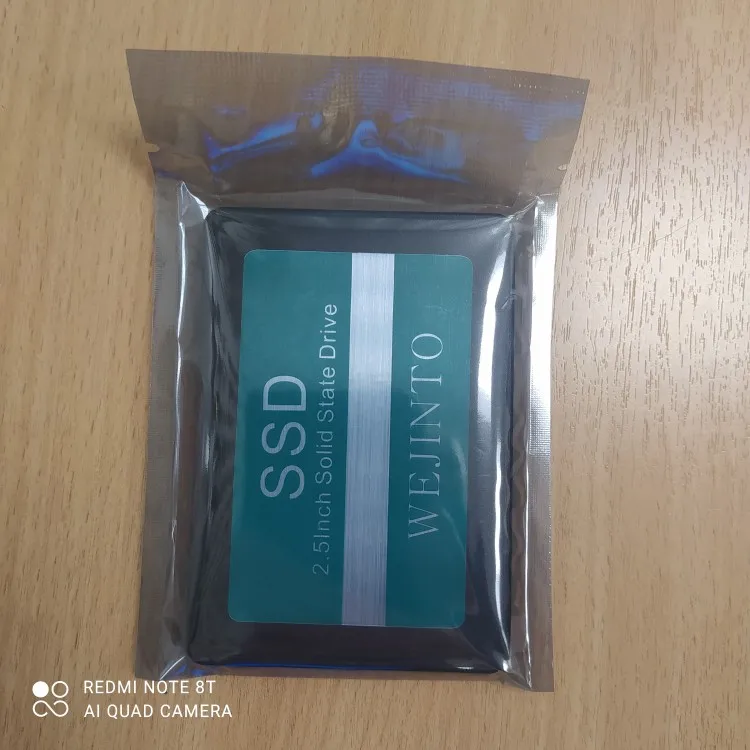 SSD
2.5Inch Solid State Drive
WEJINTO
REDMI NOTE 8T
AI QUAD CAMERA